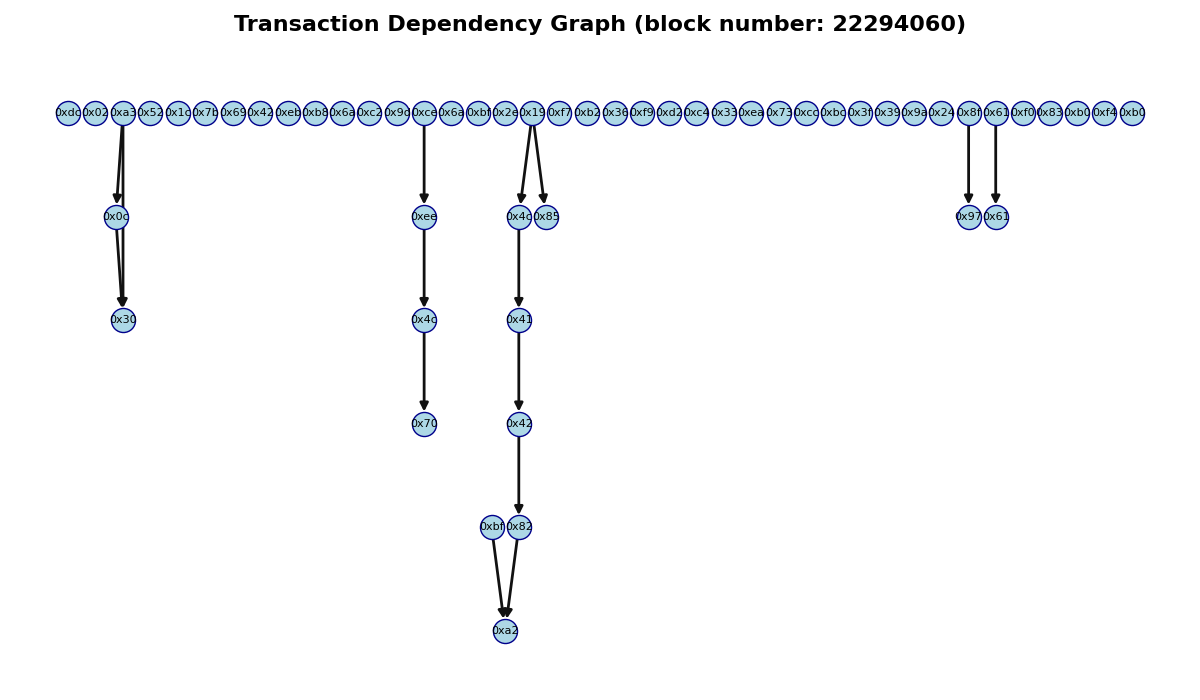 Transaction Dependency Graph (block number: 22294060)
0xdc 0x02 0xa3 0x52 0x1c 0x7b 0x69 0x42 0xeb 0xb8 0x6a 0xc2 0x9d 0xce 0x6a 0xbf 0x2e 0x19 0xf7 0xb2 0x36 0xf9 0xd2 0xc4 0x33 0xea 0x73 0xcc 0xbc 0x3f 0x39 0x9a 0x24 0x8f 0x61 0xf0 0x83 0xb0 0xf4 0xb0
0x0c 0xee 0x4c 0x85 0x97 0x61
0x30 0x4c 0x41
0x70 0x42
0xbf 0x82
0xa2